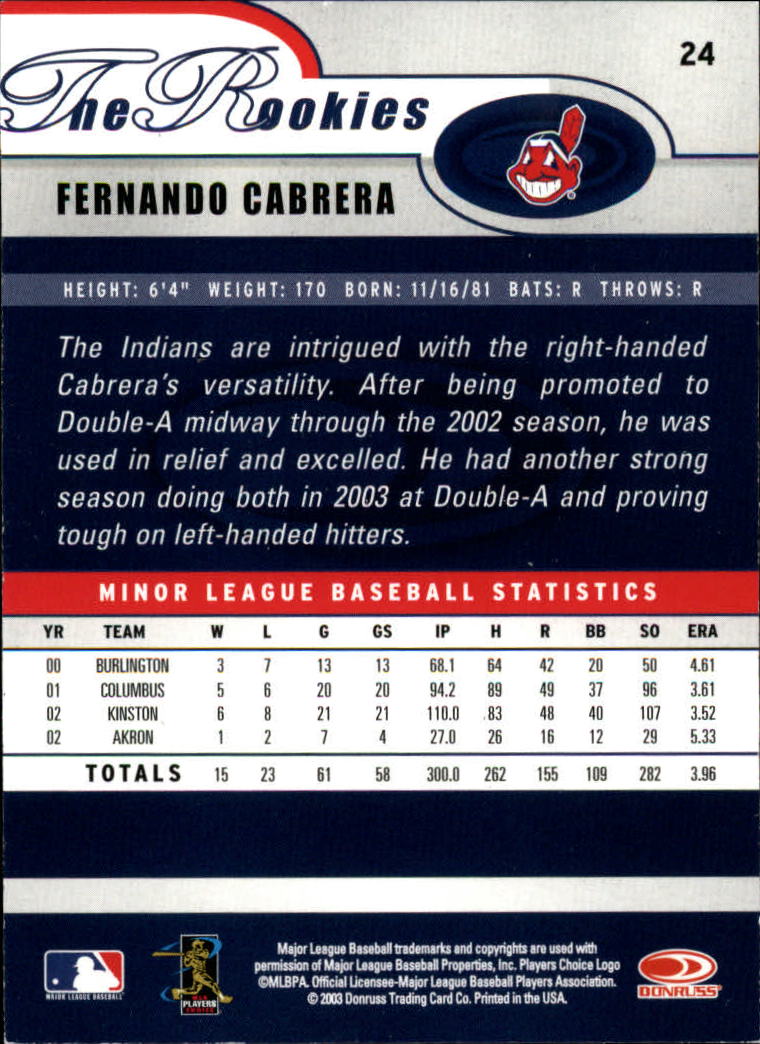 24
The Rookies
FERNANDO CABRERA
HEIGHT: 6'4" WEIGHT: 170 BORN: 11/16/81 BATS: R THROWS: R
The Indians are intrigued with the right-handed
Cabrera's versatility. After being promoted to
Double-A midway through the 2002 season, he was
used in relief and excelled. He had another strong
season doing both in 2003 at Double-A and proving
tough on left-handed hitters.
MINOR LEAGUE BASEBALL STATISTICS
YR TEAM W L G GS IP H R BB SO ERA
00 BURLINGTON 3 7 13 13 68.1 64 42 20 50 4.61
01 COLUMBUS 5 6 20 20 94.2 89 49 37 96 3.61
02 KINSTON 6 8 21 21 110.0 83 48 40 107 3.52
02 AKRON 1 2 7 4 27.0 26 16 12 29 5.33
TOTALS 15 23 61 58 300.0 262 155 109 282 3.96
Major League Baseball trademarks and copyrights are used with
permission of Major League Baseball Properties, Inc. Players Choice Logo
©MLBPA. Official Licensee-Major League Baseball Players Association.
© 2003 Donruss Trading Card Co. Printed in the USA.
MAJOR LEAGUE BASEBALL
MLB
PLAYERS
CHOICE
DONRUSS